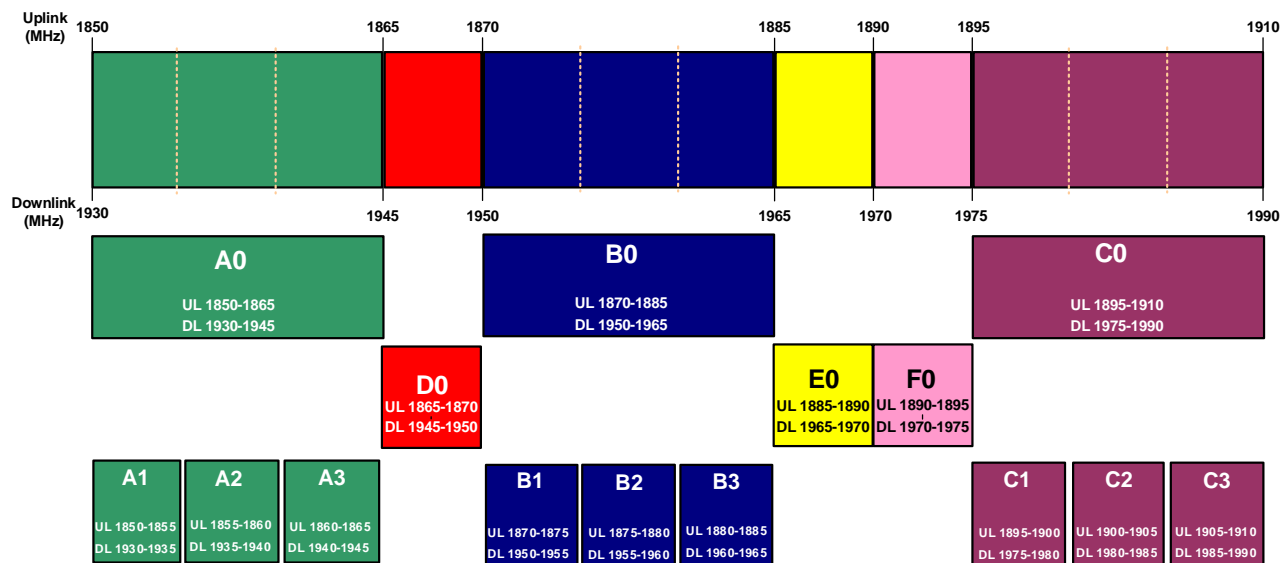 Uplink
(MHz)
1850 1865 1870 1885 1890 1895 1910
Downlink
(MHz)
1930 1945 1950 1965 1970 1975 1990
A0
UL 1850-1865
DL 1930-1945
B0
UL 1870-1885
DL 1950-1965
C0
UL 1895-1910
DL 1975-1990
D0
UL 1865-1870
DL 1945-1950
E0
UL 1885-1890
DL 1965-1970
F0
UL 1890-1895
DL 1970-1975
A1
UL 1850-1855
DL 1930-1935
A2
UL 1855-1860
DL 1935-1940
A3
UL 1860-1865
DL 1940-1945
B1
UL 1870-1875
DL 1950-1955
B2
UL 1875-1880
DL 1955-1960
B3
UL 1880-1885
DL 1960-1965
C1
UL 1895-1900
DL 1975-1980
C2
UL 1900-1905
DL 1980-1985
C3
UL 1905-1910
DL 1985-1990